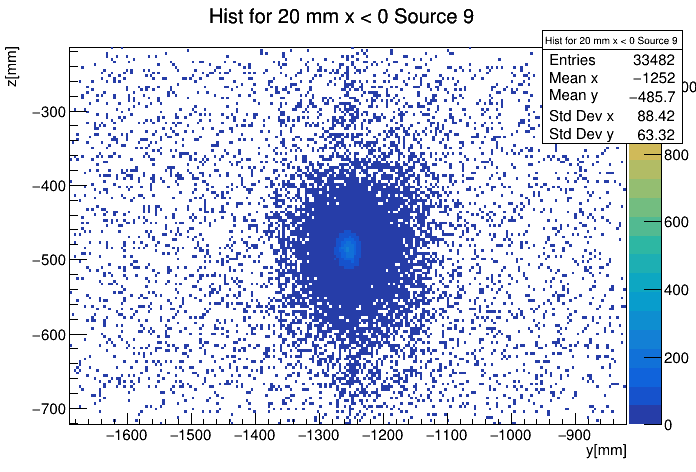 Hist for 20 mm x < 0 Source 9
Hist for 20 mm x < 0 Source 9
Entries 33482
Mean x −1252
Mean y −485.7
Std Dev x 88.42
Std Dev y 63.32
z[mm]
−300
−400
−500
−600
−700
−1600 −1500 −1400 −1300 −1200 −1100 −1000 −900
y[mm]
800
600
400
200
0